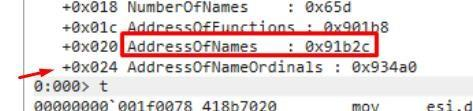 +0x018 NumberOfNames : 0x65d
+0x01c AddressOfFunctions : 0x901b8
+0x020 AddressOfNames : 0x91b2c
+0x024 AddressOfNameOrdinals : 0x934a0
0:000> t
00000000`001f0078 418b7020 mov esi,d